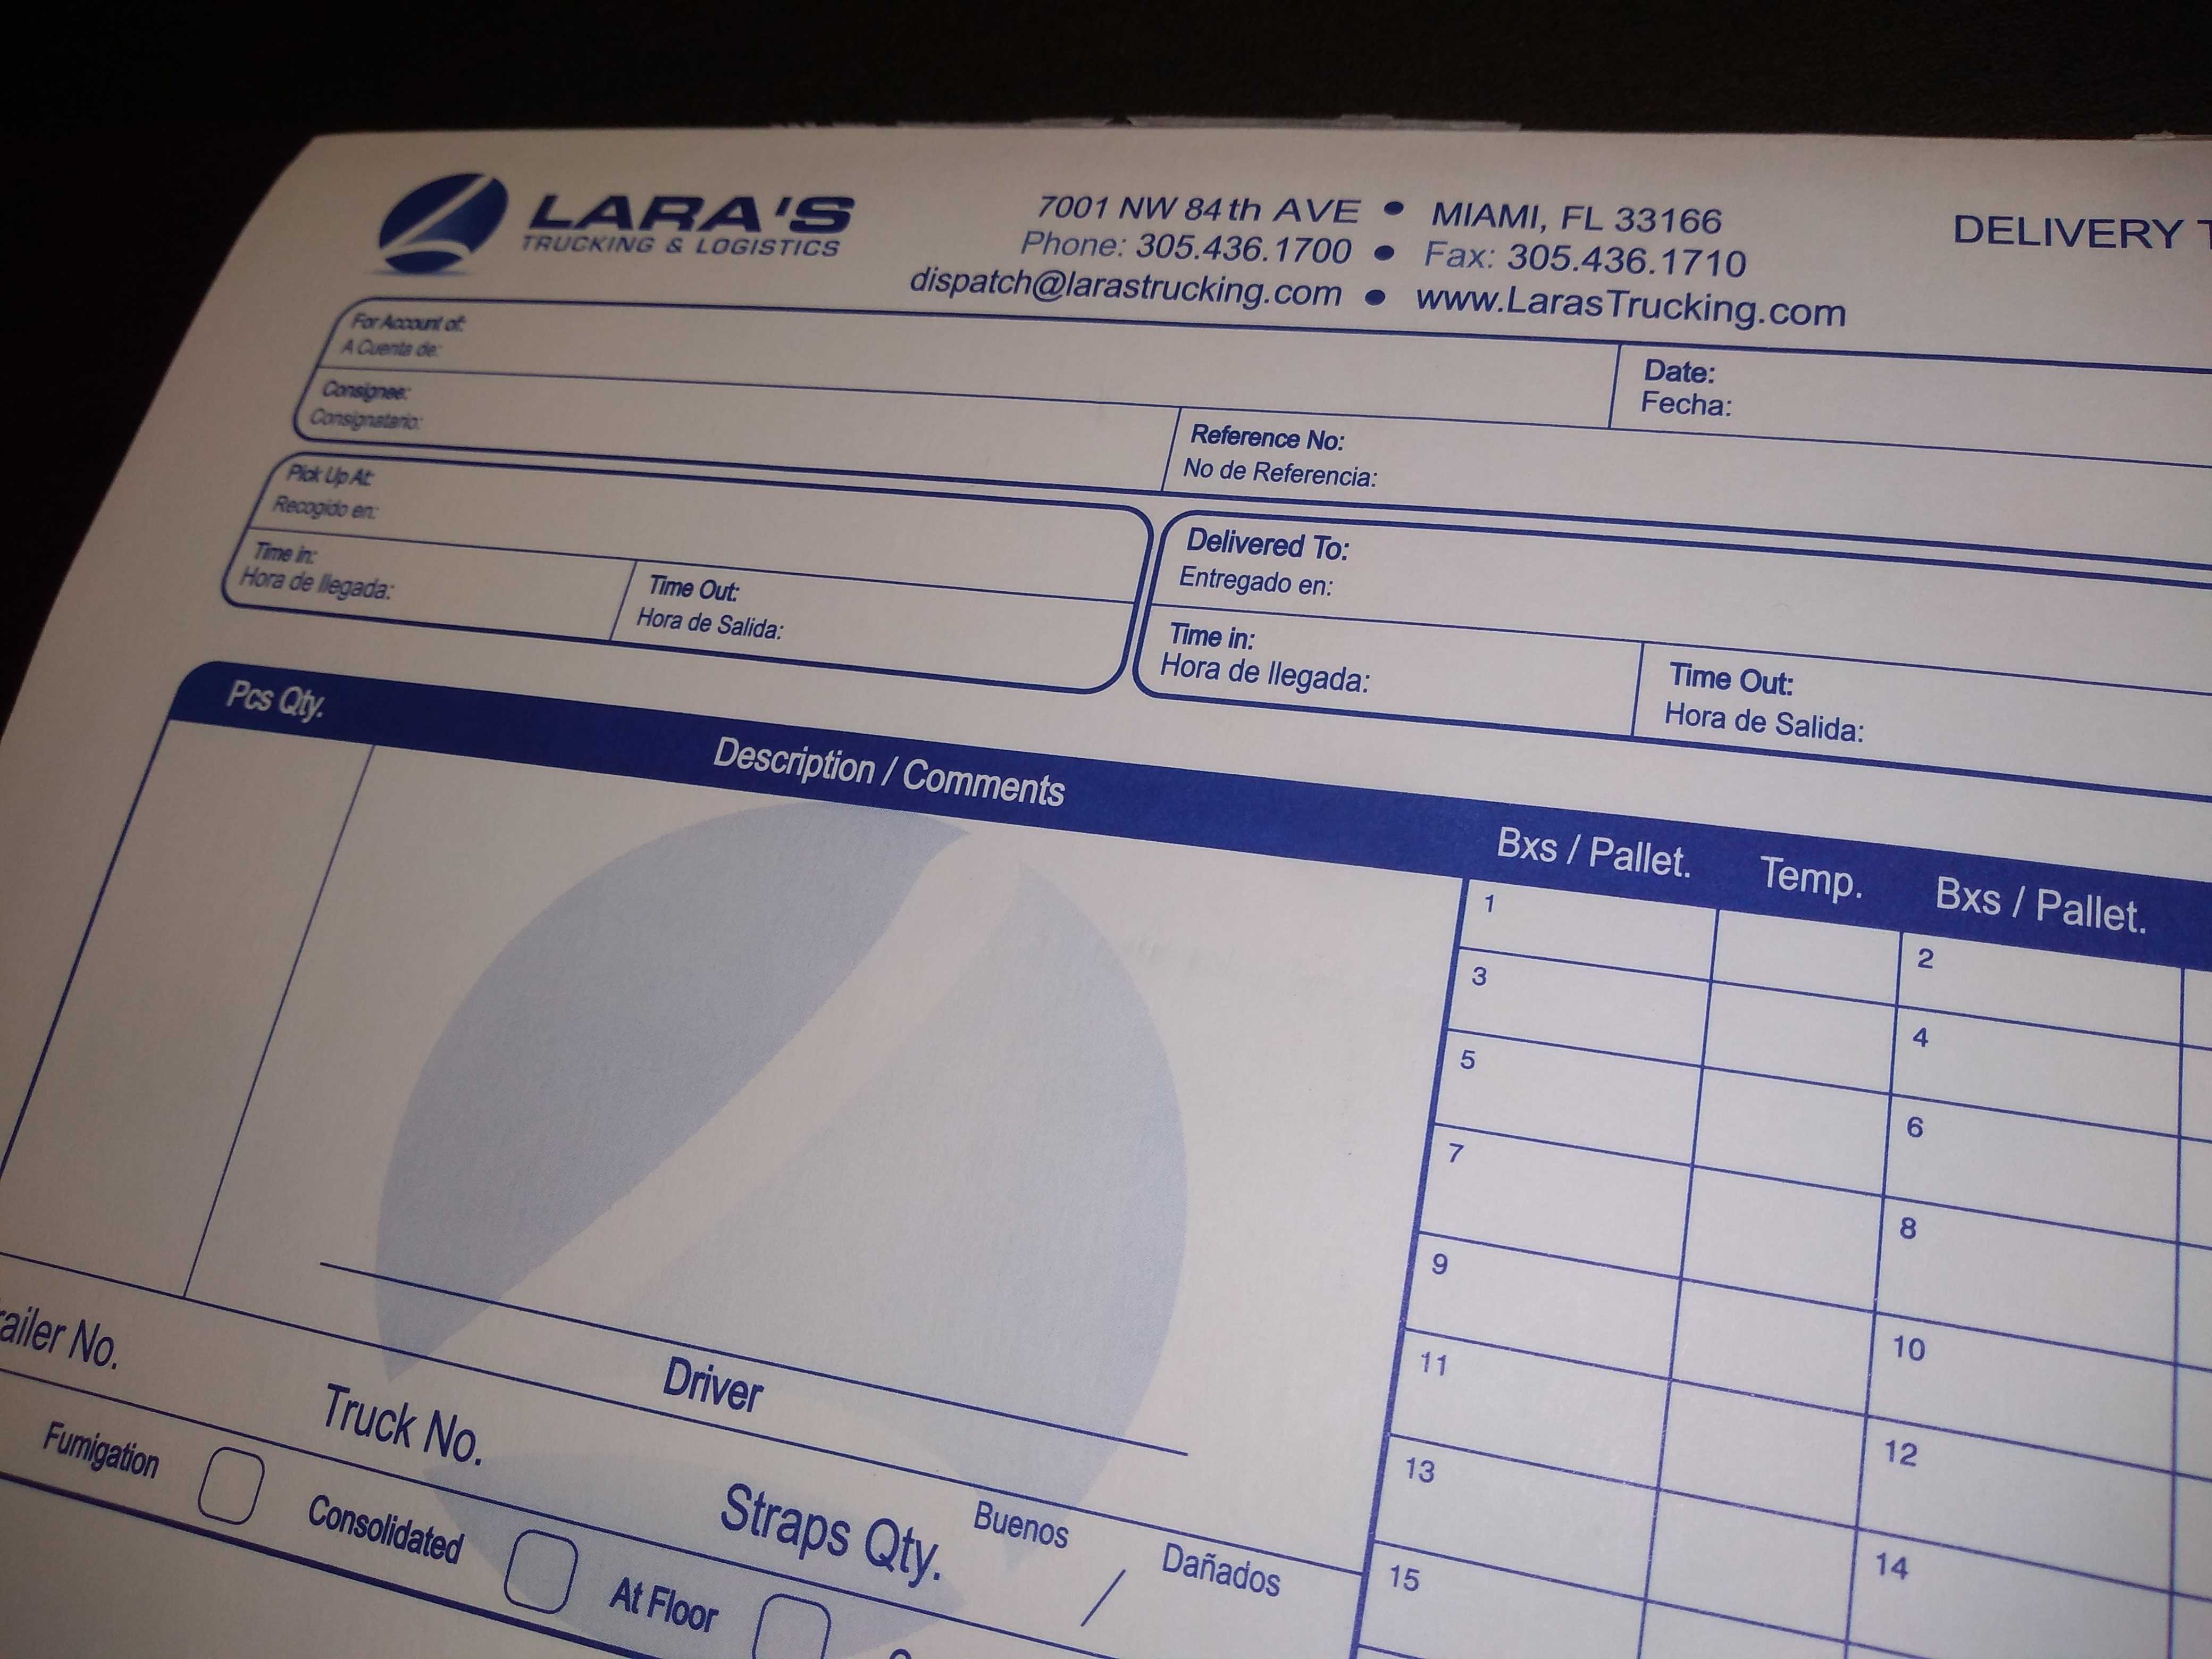 LARA'S
TRUCKING & LOGISTICS
7001 NW 84th AVE • MIAMI, FL 33166
Phone: 305.436.1700 • Fax: 305.436.1710
dispatch@larastrucking.com • www.LarasTrucking.com
DELIVERY
For Account of:
A Cuenta de:
Date:
Fecha:
Consignee:
Consignatario:
Reference No:
No de Referencia:
Pick Up At:
Recogido en:
Delivered To:
Entregado en:
Time in:
Hora de llegada:
Time Out:
Hora de Salida:
Time in:
Hora de llegada:
Time Out:
Hora de Salida:
Pcs Qty. Description / Comments Bxs / Pallet. Temp. Bxs / Pallet.
1 2
3 4
5 6
7 8
9 10
11 12
13 14
15
Driver
ailer No. Truck No. Straps Qty. Buenos / Dañados
Fumigation Consolidated At Floor